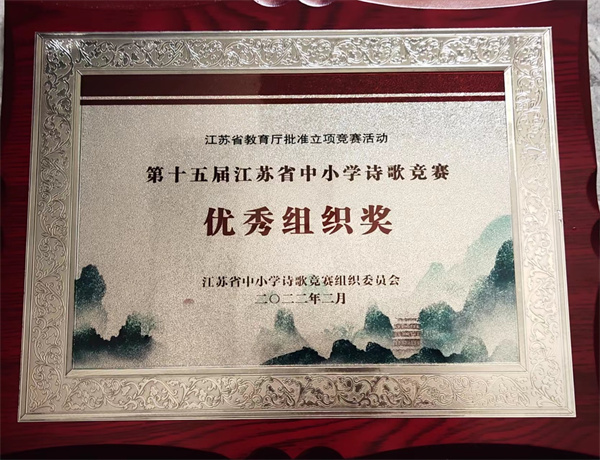 江苏省教育厅批准立项竞赛活动
第十五届江苏省中小学诗歌竞赛
优秀组织奖
江苏省中小学诗歌竞赛组织委员会
二〇二二年二月